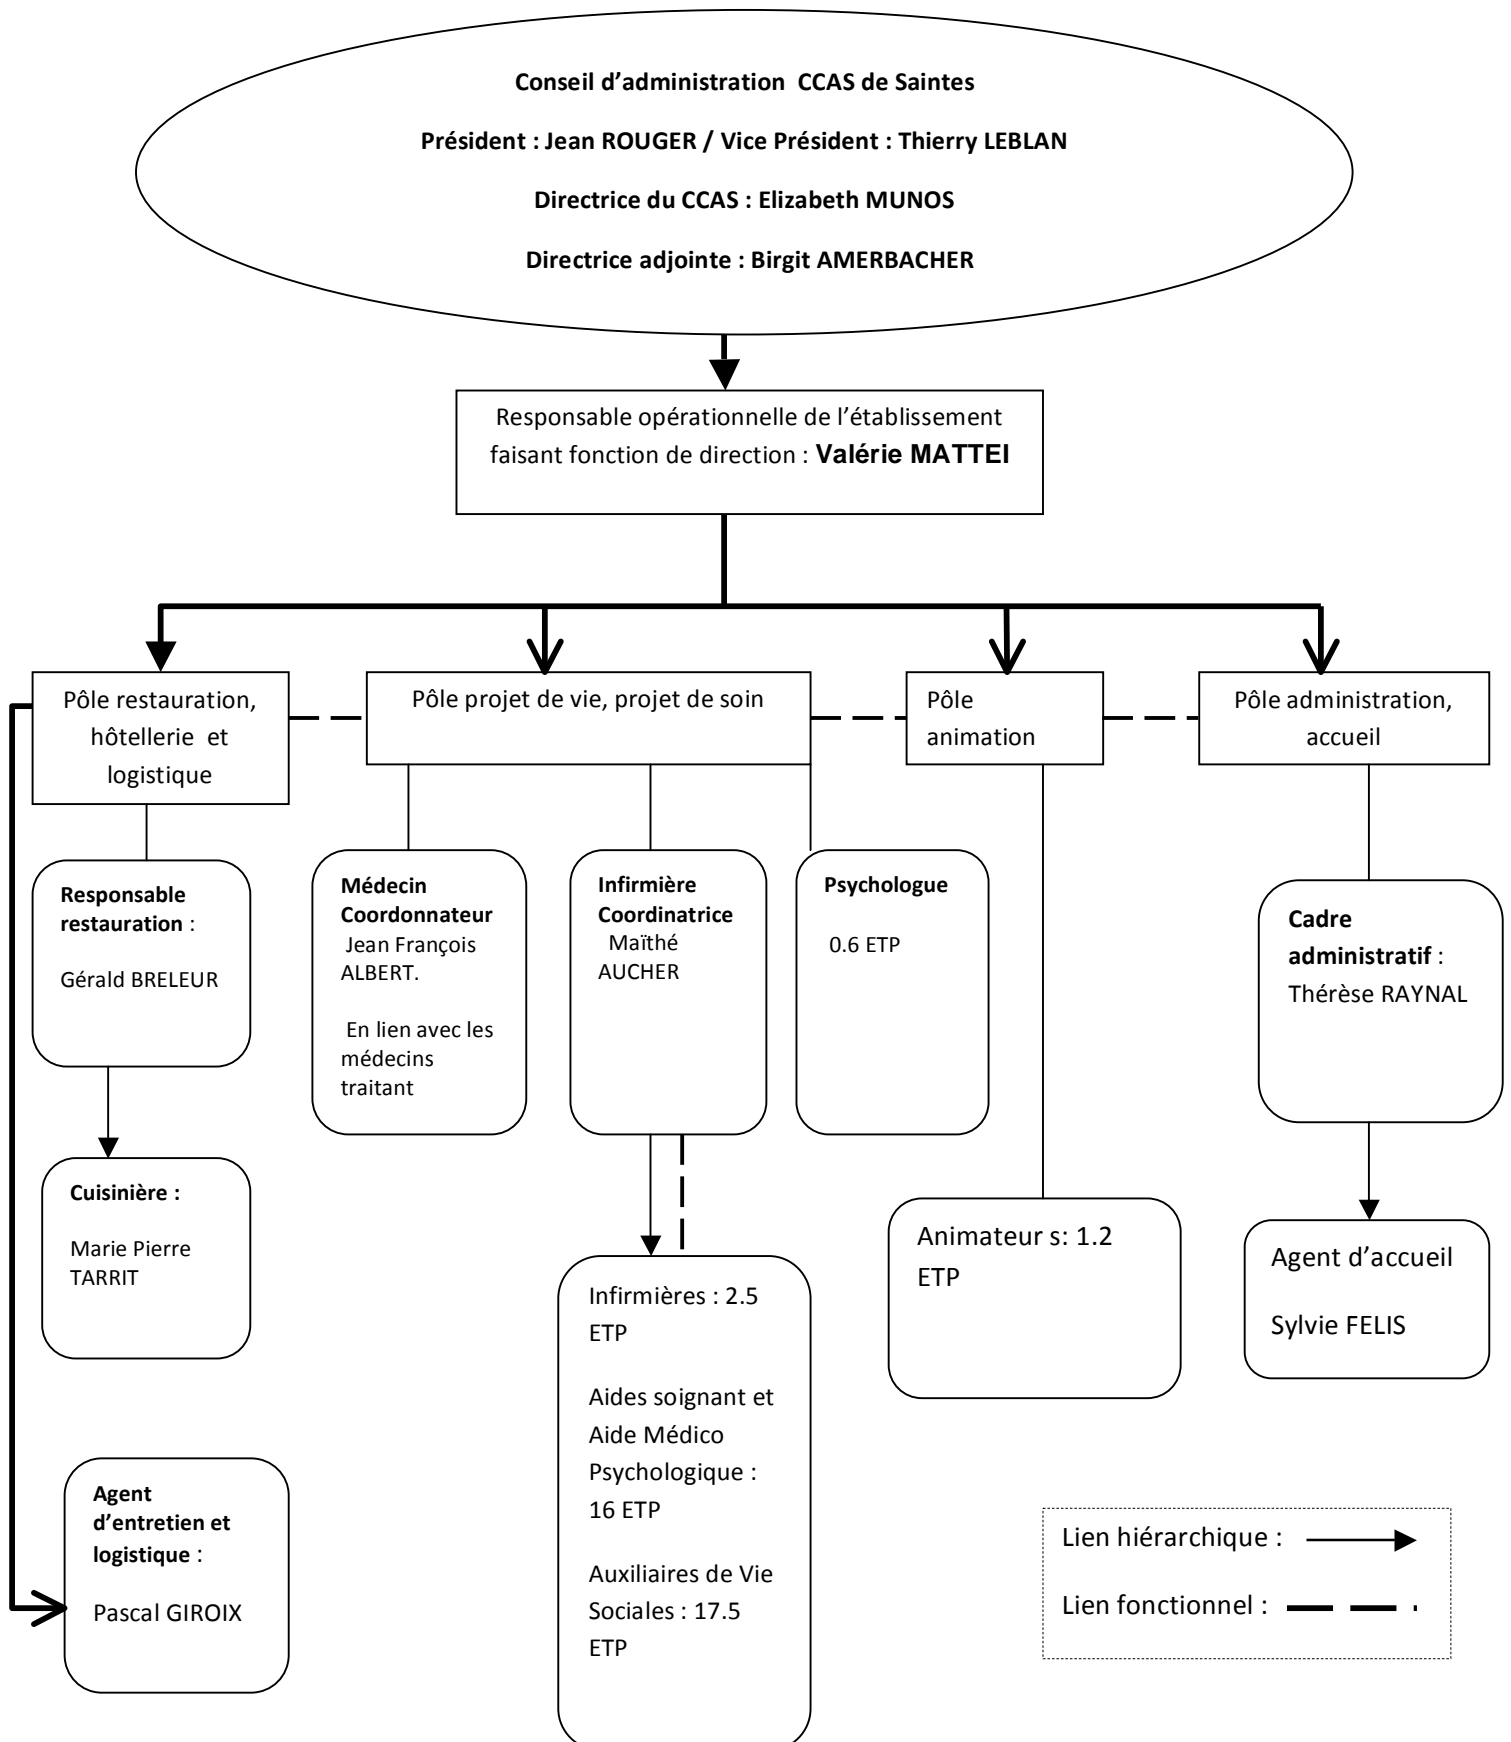 Conseil d'administration  CCAS de Saintes
Président : Jean ROUGER / Vice Président : Thierry LEBLAN
Directrice du CCAS : Elizabeth MUNOS
Directrice adjointe : Birgit AMERBACHER
Responsable opérationnelle de l'établissement
faisant fonction de direction : Valérie MATTEI
Pôle restauration,
hôtellerie  et
logistique
Pôle projet de vie, projet de soin
Pôle
animation
Pôle administration,
accueil
Responsable
restauration :
Gérald BRELEUR
Médecin
Coordonnateur
Jean François
ALBERT.
En lien avec les
médecins
traitant
Infirmière
Coordinatrice
Maïthé
AUCHER
Psychologue
0.6 ETP
Cadre
administratif :
Thérèse RAYNAL
Cuisinière :
Marie Pierre
TARRIT
Infirmières : 2.5
ETP
Aides soignant et
Aide Médico
Psychologique :
16 ETP
Auxiliaires de Vie
Sociales : 17.5
ETP
Animateur s: 1.2
ETP
Agent d'accueil
Sylvie FELIS
Agent
d'entretien et
logistique :
Pascal GIROIX
Lien hiérarchique :
Lien fonctionnel :